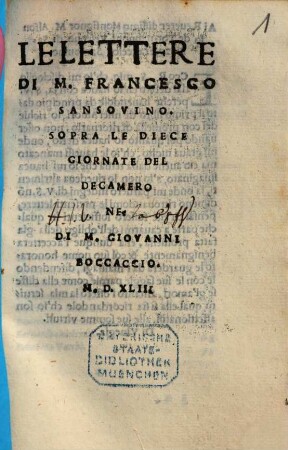 1
LE LETTERE
DI M. FRANCESCO
SANSOVINO.
SOPRA LE DIECE
GIORNATE DEL
DECAMERO
NE
DI M. GIOVANNI
BOCCACCIO.
M. D. XLIII
BAYERISCHE
STAATS-
BIBLIOTHEK
MUENCHEN